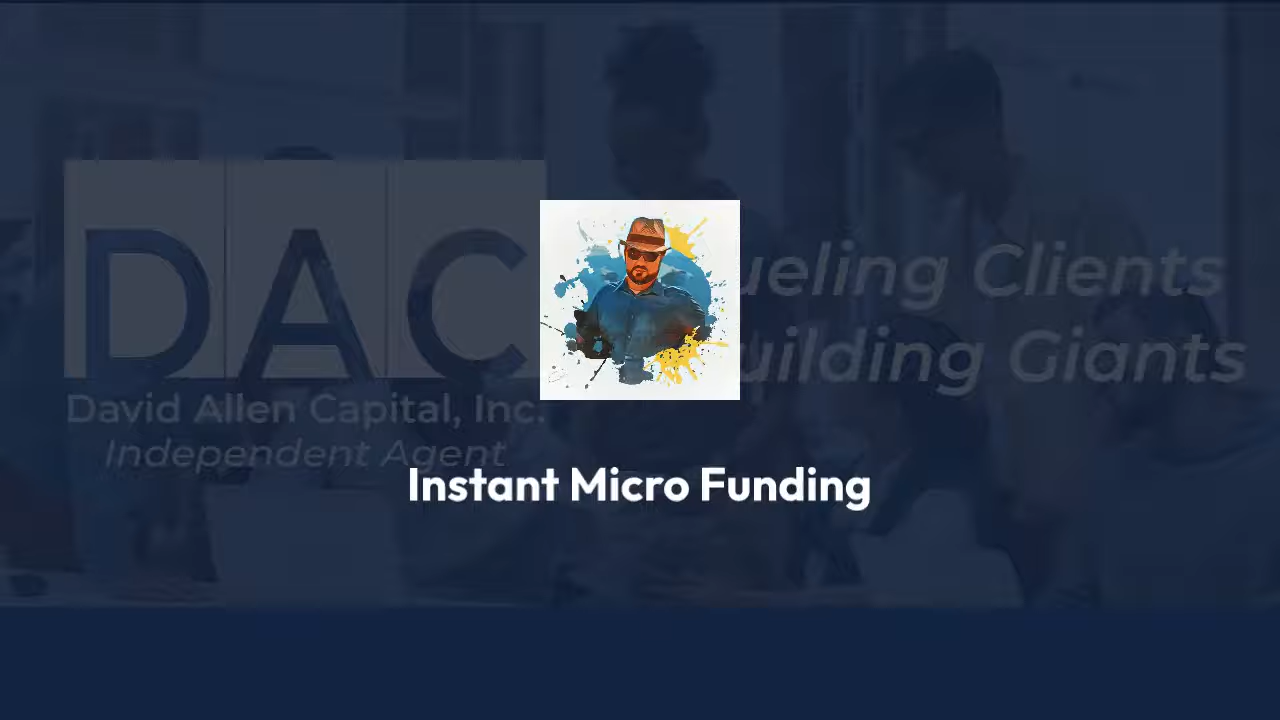 DAC
David Allen Capital, Inc.
Independent Agent
ueling Clients
uilding Giants
Instant Micro Funding